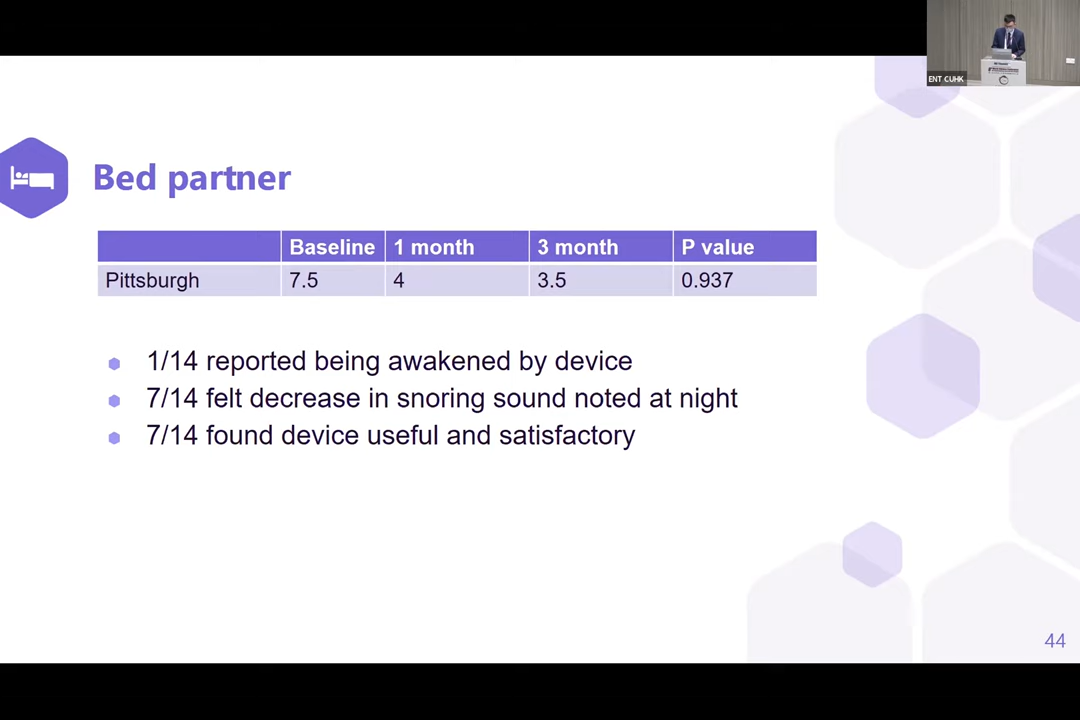 ENT CUHK
Bed partner
Baseline 1 month 3 month P value
Pittsburgh 7.5 4 3.5 0.937
1/14 reported being awakened by device
7/14 felt decrease in snoring sound noted at night
7/14 found device useful and satisfactory
44